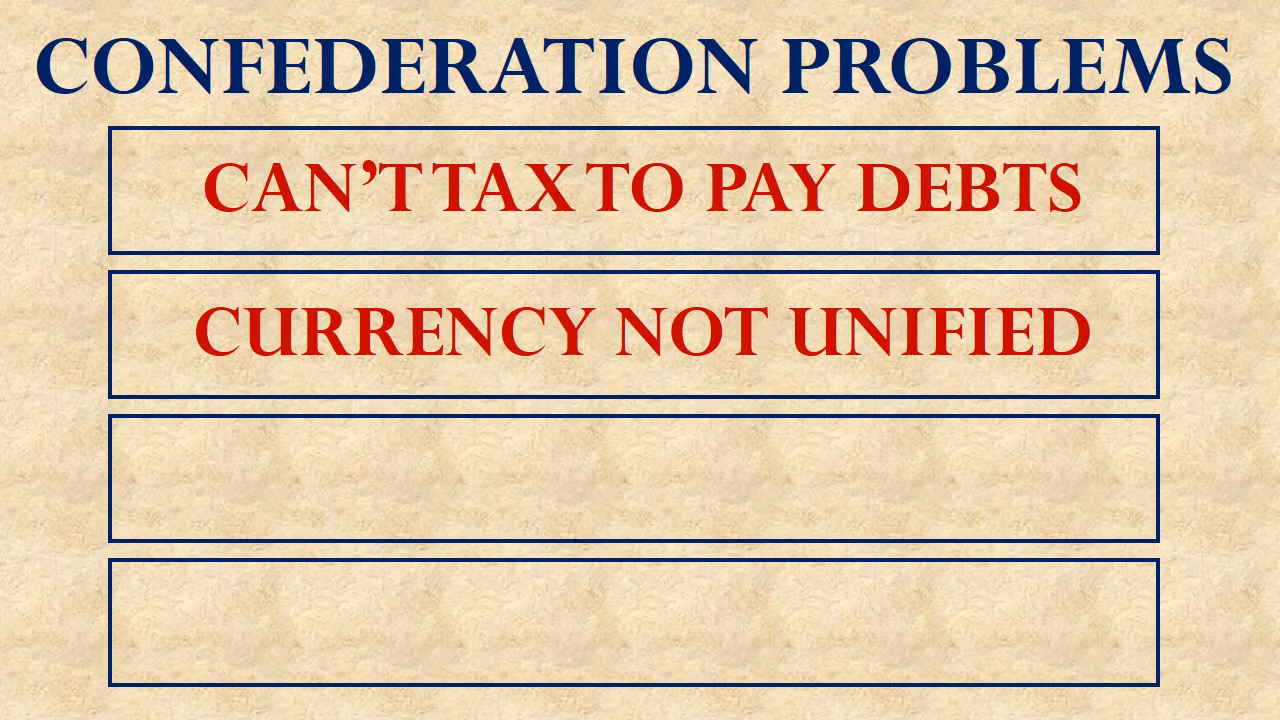 CONFEDERATION PROBLEMS
CAN’T TAX TO PAY DEBTS
CURRENCY NOT UNIFIED